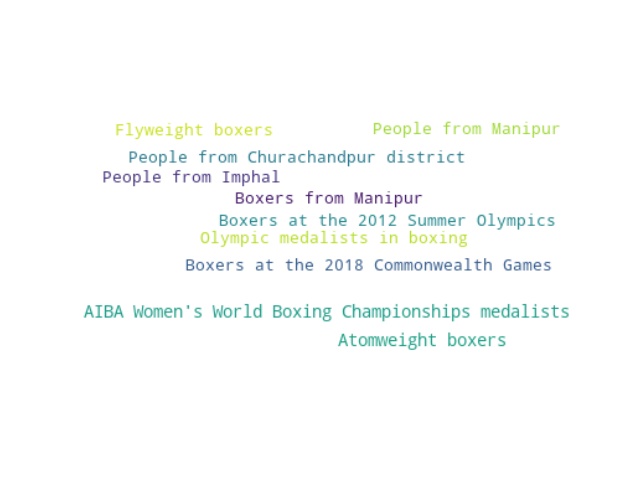 Flyweight boxers
People from Manipur
People from Churachandpur district
People from Imphal
Boxers from Manipur
Boxers at the 2012 Summer Olympics
Olympic medalists in boxing
Boxers at the 2018 Commonwealth Games
AIBA Women's World Boxing Championships medalists
Atomweight boxers